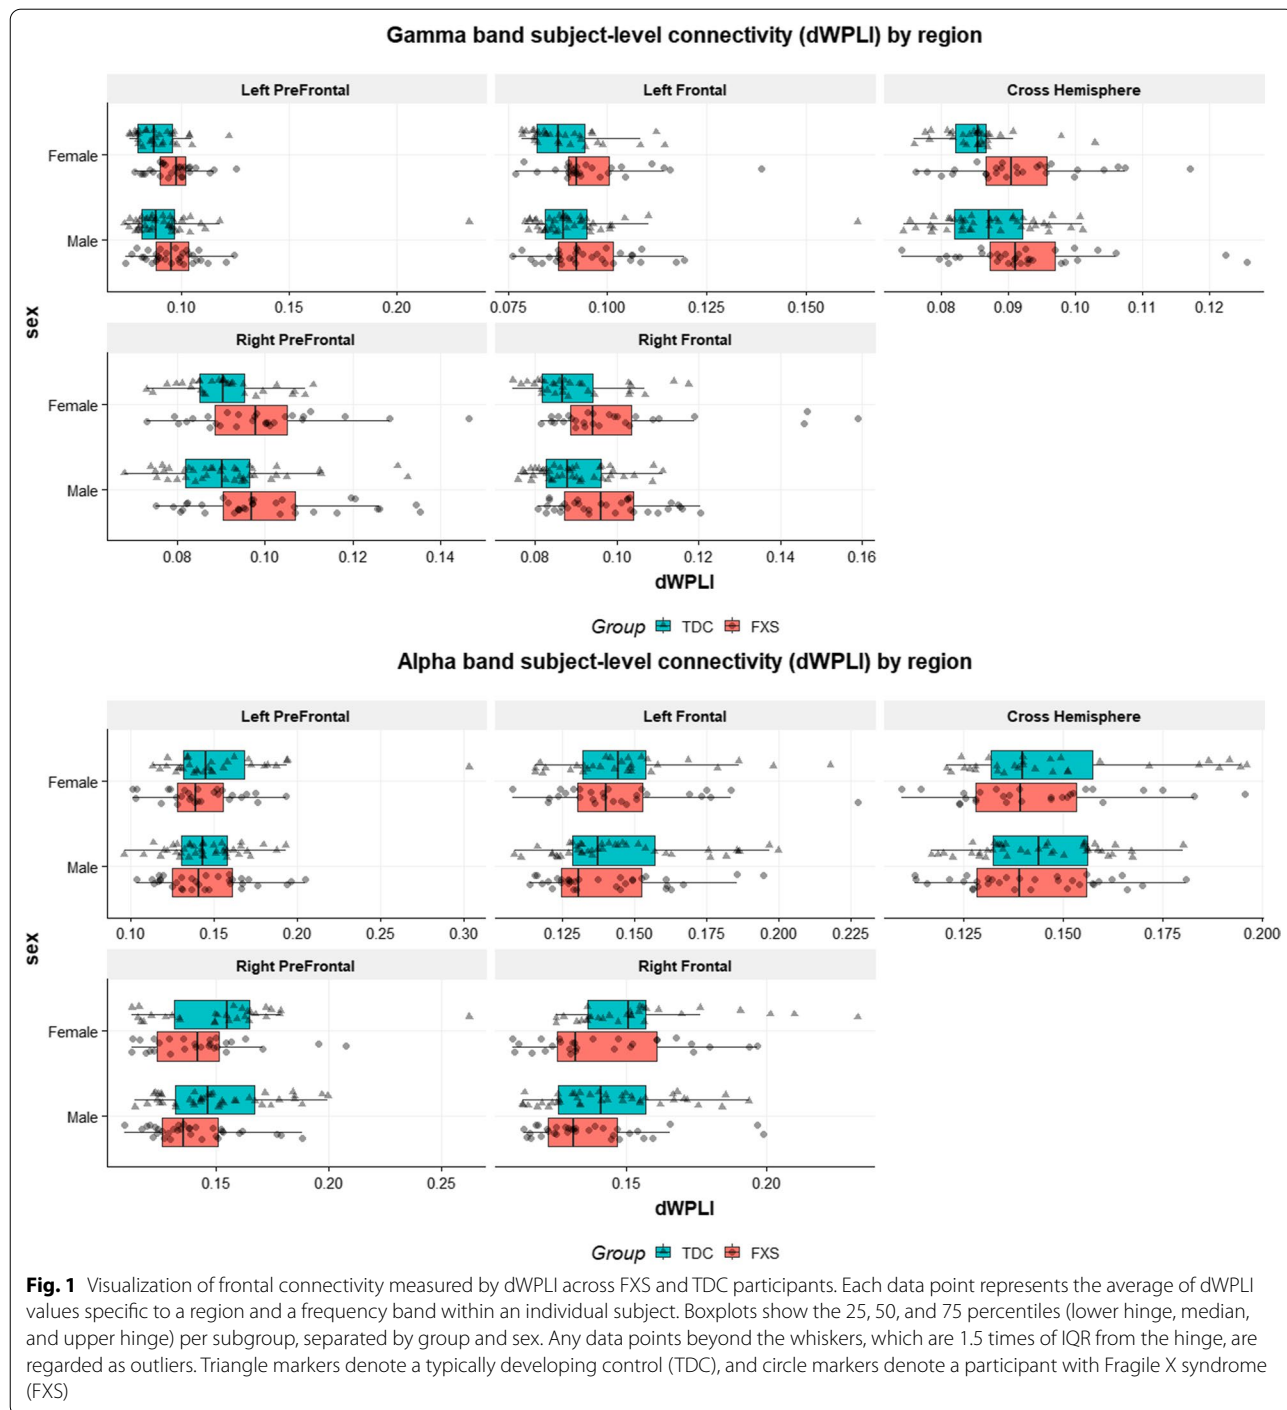 Gamma band subject-level connectivity (dWPLI) by region
Left PreFrontal
Left Frontal
Cross Hemisphere
Female
Male
0.10 0.15 0.20
0.075 0.100 0.125 0.150
0.08 0.09 0.10 0.11 0.12
sex
Right PreFrontal
Right Frontal
Female
Male
0.08 0.10 0.12 0.14
0.08 0.10 0.12 0.14 0.16
dWPLI
Group TDC FXS
Alpha band subject-level connectivity (dWPLI) by region
Left PreFrontal
Left Frontal
Cross Hemisphere
Female
Male
0.10 0.15 0.20 0.25 0.30
0.125 0.150 0.175 0.200 0.225
0.125 0.150 0.175 0.200
sex
Right PreFrontal
Right Frontal
Female
Male
0.15 0.20 0.25
0.15 0.20
dWPLI
Group TDC FXS
Fig. 1 Visualization of frontal connectivity measured by dWPLI across FXS and TDC participants. Each data point represents the average of dWPLI
values specific to a region and a frequency band within an individual subject. Boxplots show the 25, 50, and 75 percentiles (lower hinge, median,
and upper hinge) per subgroup, separated by group and sex. Any data points beyond the whiskers, which are 1.5 times of IQR from the hinge, are
regarded as outliers. Triangle markers denote a typically developing control (TDC), and circle markers denote a participant with Fragile X syndrome
(FXS)